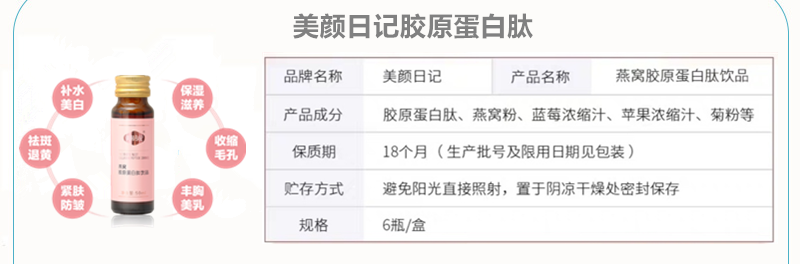 美颜日记胶原蛋白肽
补水
美白
保湿
滋养
祛斑
退黄
收缩
毛孔
紧肤
防皱
丰胸
美乳
品牌名称 美颜日记 产品名称 燕窝胶原蛋白肽饮品
产品成分 胶原蛋白肽、燕窝粉、蓝莓浓缩汁、苹果浓缩汁、菊粉等
保质期 18个月（生产批号及限用日期见包装）
贮存方式 避免阳光直接照射，置于阴凉干燥处密封保存
规格 6瓶/盒